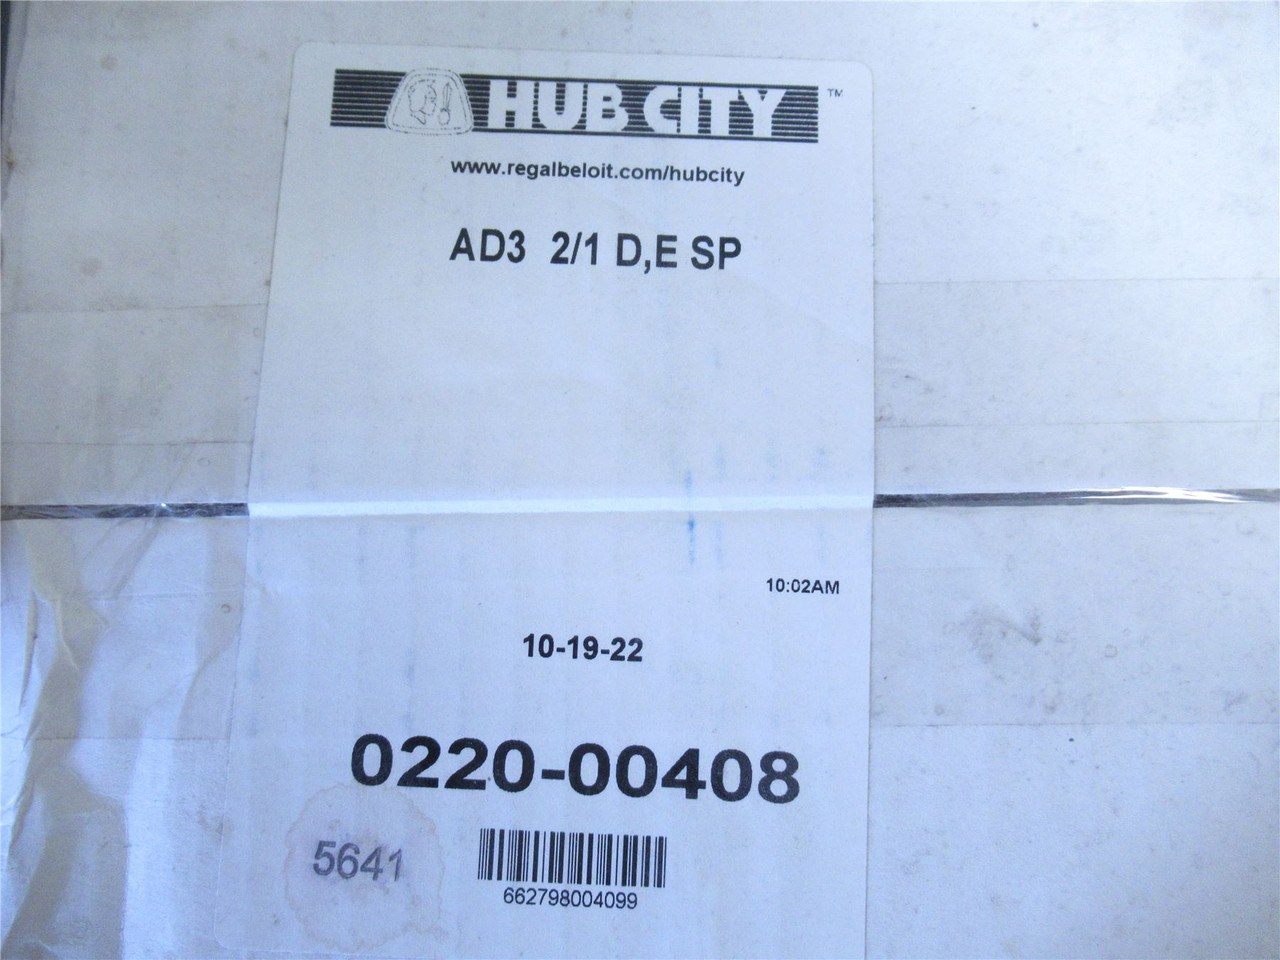 HUB CITY ™
www.regalbeloit.com/hubcity
AD3 2/1 D,E SP
10:02AM
10-19-22
0220-00408
5641
662798004099